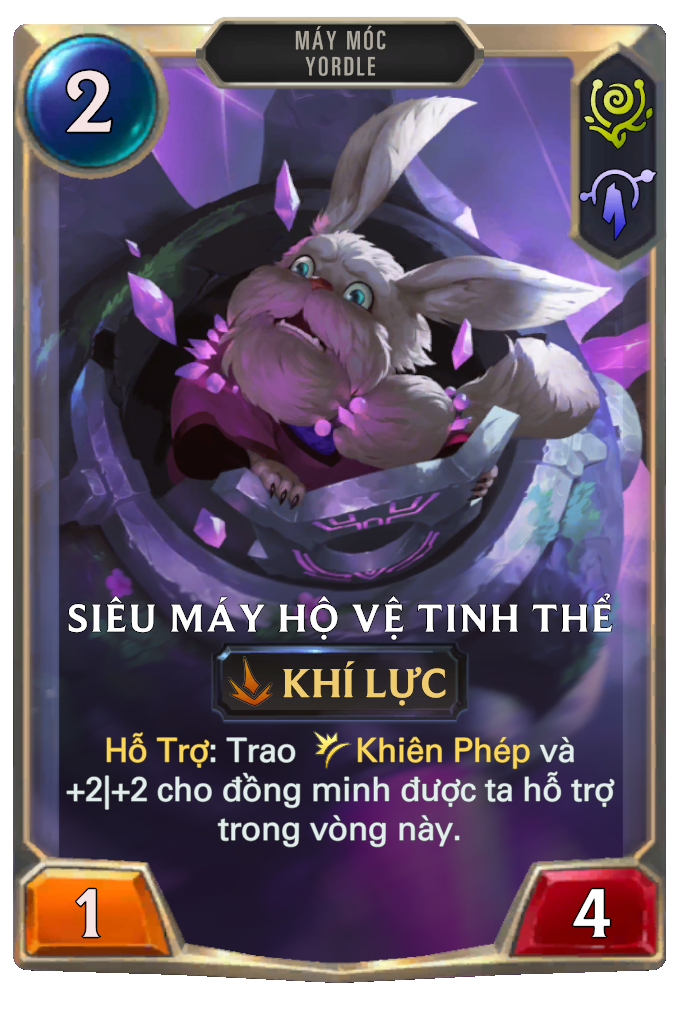 2
MÁY MÓC
YORDLE
SIÊU MÁY HỘ VỆ TINH THỂ
KHÍ LỰC
Hỗ Trợ: Trao Khiên Phép và
+2|+2 cho đồng minh được ta hỗ trợ
trong vòng này.
1
4